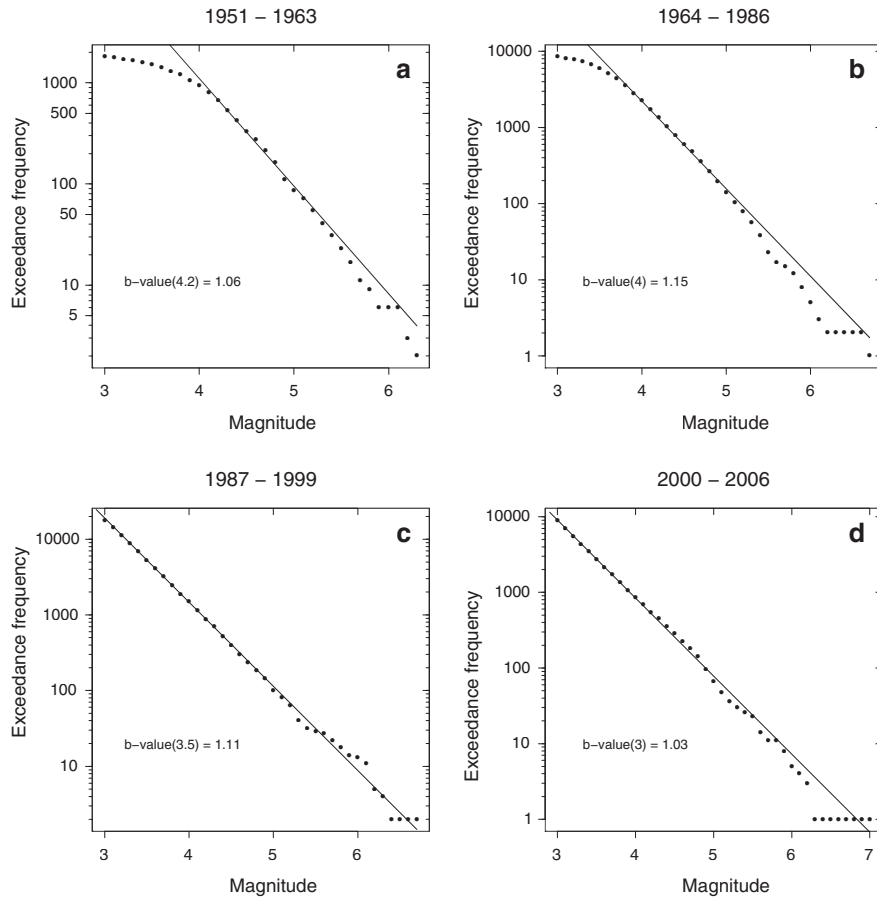 1951 – 1963
a
Exceedance frequency
1000
500
100
50
10
5
b–value(4.2) = 1.06
3 4 5 6
Magnitude
1964 – 1986
b
Exceedance frequency
10000
1000
100
10
1
b–value(4) = 1.15
3 4 5 6
Magnitude
1987 – 1999
c
Exceedance frequency
10000
1000
100
10
b–value(3.5) = 1.11
3 4 5 6
Magnitude
2000 – 2006
d
Exceedance frequency
10000
1000
100
10
1
b–value(3) = 1.03
3 4 5 6 7
Magnitude